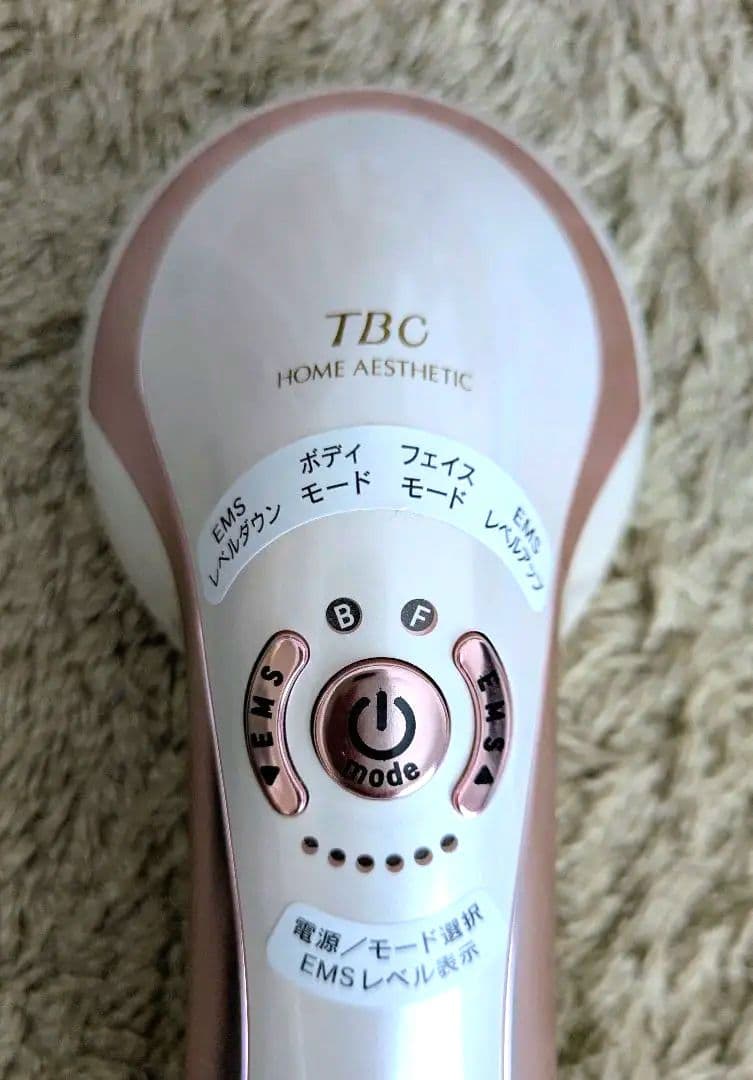 TBC
HOME AESTHETIC
EMS
レベルダウン
ボディ
モード
フェイス
モード
EMS
レベルアップ
B
F
EMS
mode
EMS
電源/モード選択
EMSレベル表示